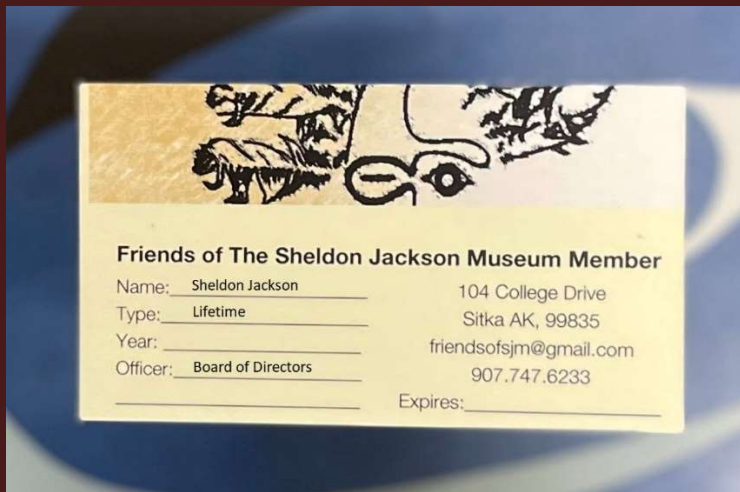 Friends of The Sheldon Jackson Museum Member
Name: Sheldon Jackson
Type: Lifetime
Year:
Officer: Board of Directors
104 College Drive
Sitka AK, 99835
friendsofsjm@gmail.com
907.747.6233
Expires: